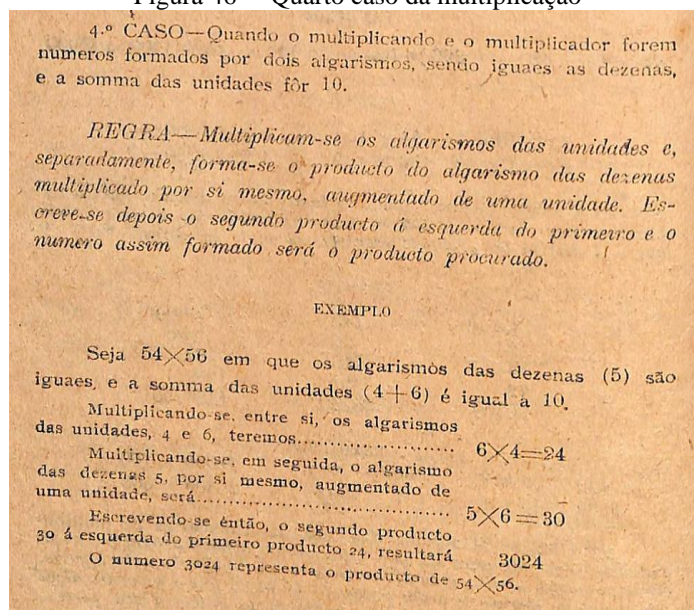 Figura 40 – Quarto caso da multiplicação
4.º CASO—Quando o multiplicando e o multiplicador forem
numeros formados por dois algarismos, sendo iguaes as dezenas,
e a somma das unidades fôr 10.
REGRA—Multiplicam-se os algarismos das unidades e,
separadamente, forma-se o producto do algarismo das dezenas
multiplicado por si mesmo, augmentado de uma unidade. Es-
creve-se depois o segundo producto á esquerda do primeiro e o
numero assim formado será o producto procurado.
EXEMPLO
Seja 54×56 em que os algarismos das dezenas (5) são
iguaes, e a somma das unidades (4+6) é igual a 10.
Multiplicando-se, entre si, os algarismos
das unidades, 4 e 6, teremos...................... 6×4=24
Multiplicando-se, em seguida, o algarismo
das dezenas 5, por si mesmo, augmentado de
uma unidade, será.................................... 5×6=30
Escrevendo-se então, o segundo producto
30 á esquerda do primeiro producto 24, resultará 3024
O numero 3024 representa o producto de 54×56.